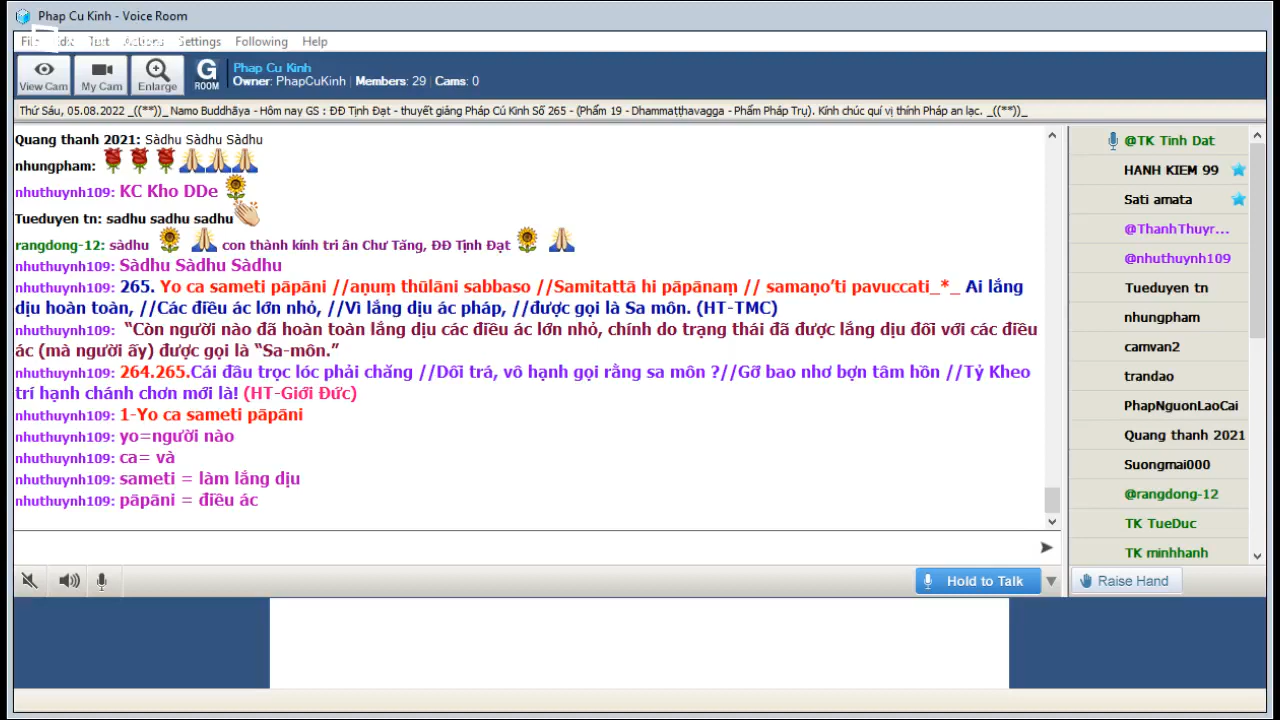 Phap Cu Kinh - Voice Room
Settings Following Help
View Cam My Cam Enlarge G ROOM
Phap Cu Kinh
Owner: PhapCuKinh | Members: 29 | Cams: 0
Thứ Sáu, 05.08.2022 _((**))_ Namo Buddhāya - Hôm nay GS : ĐĐ Tịnh Đạt - thuyết giảng Pháp Cú Kinh Số 265 - (Phẩm 19 - Dhammaṭṭhavagga - Phẩm Pháp Trụ). Kính chúc quí vị thính Pháp an lạc. _((**))_
Quang thanh 2021: Sàdhu Sàdhu Sàdhu
nhungpham:
nhuthuynh109: KC Kho DDe
Tueduyen tn: sadhu sadhu sadhu
rangdong-12: sàdhu con thành kính tri ân Chư Tăng, ĐĐ Tịnh Đạt
nhuthuynh109: Sàdhu Sàdhu Sàdhu
nhuthuynh109: 265. Yo ca sameti pāpāni //aṇuṃ thūlāni sabbaso //Samitattā hi pāpānaṃ // samaṇo’ti pavuccati_*_ Ai lắng
dịu hoàn toàn, //Các điều ác lớn nhỏ, //Vì lắng dịu ác pháp, //được gọi là Sa môn. (HT-TMC)
nhuthuynh109: “Còn người nào đã hoàn toàn lắng dịu các điều ác lớn nhỏ, chính do trạng thái đã được lắng dịu đối với các điều
ác (mà người ấy) được gọi là “Sa-môn.”
nhuthuynh109: 264.265.Cái đầu trọc lóc phải chăng //Dối trá, vô hạnh gọi rằng sa môn ?//Gỡ bao nhơ bợn tâm hồn //Tỳ Kheo
trí hạnh chánh chơn mới là! (HT-Giới Đức)
nhuthuynh109: 1-Yo ca sameti pāpāni
nhuthuynh109: yo=người nào
nhuthuynh109: ca= và
nhuthuynh109: sameti = làm lắng dịu
nhuthuynh109: pāpāni = điều ác
@TK Tinh Dat
HANH KIEM 99
Sati amata
@ThanhThuyr...
@nhuthuynh109
Tueduyen tn
nhungpham
camvan2
trandao
PhapNguonLaoCai
Quang thanh 2021
Suongmai000
@rangdong-12
TK TueDuc
TK minhhanh
Hold to Talk
Raise Hand